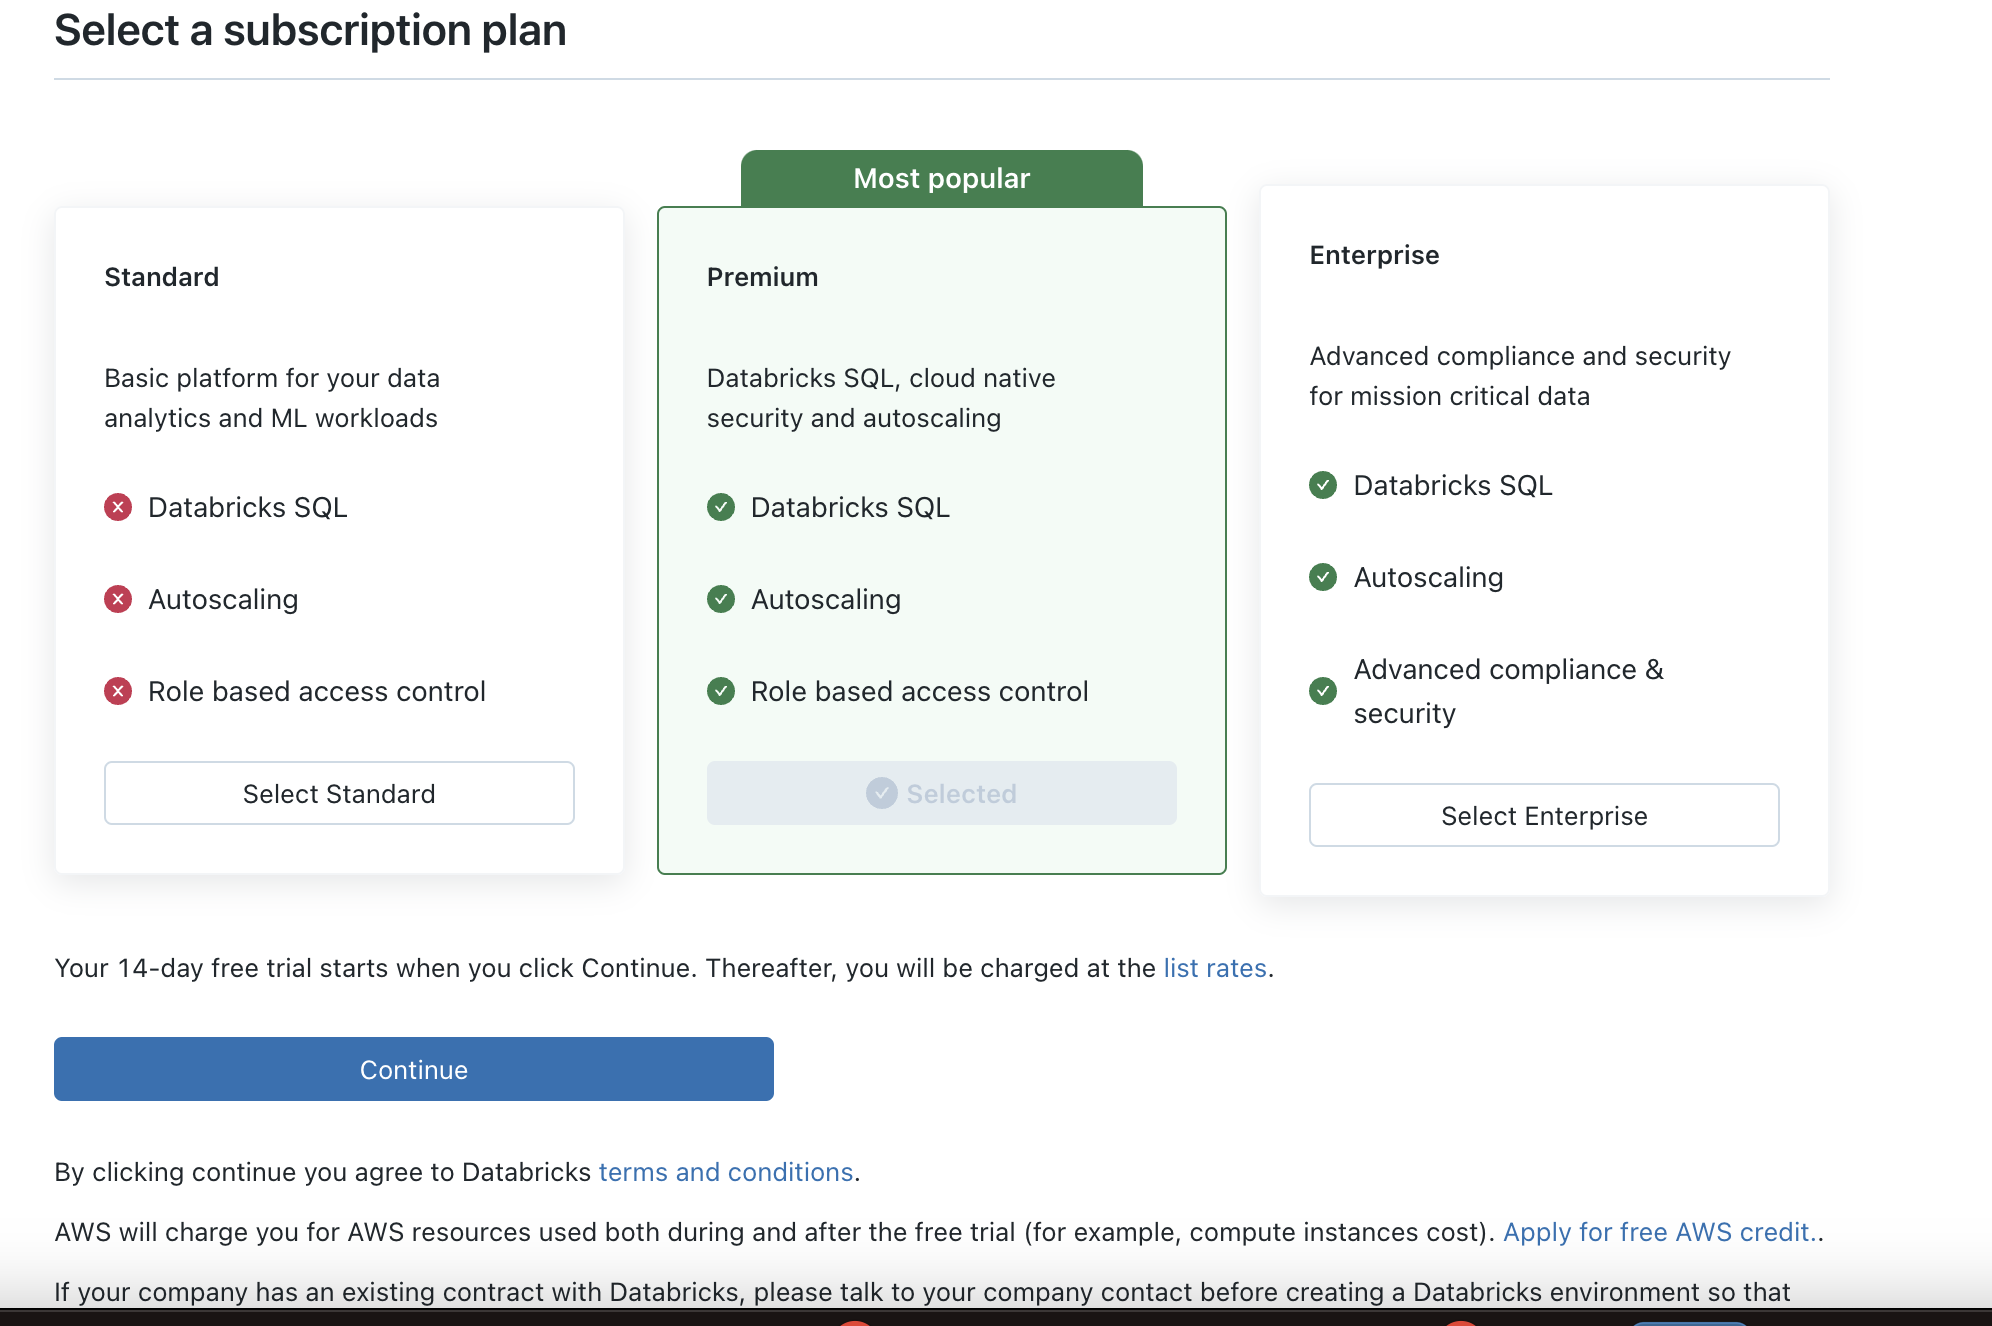 Select a subscription plan
Most popular
Standard
Basic platform for your data
analytics and ML workloads
Databricks SQL
Autoscaling
Role based access control
Select Standard
Premium
Databricks SQL, cloud native
security and autoscaling
Databricks SQL
Autoscaling
Role based access control
Selected
Enterprise
Advanced compliance and security
for mission critical data
Databricks SQL
Autoscaling
Advanced compliance &
security
Select Enterprise
Your 14-day free trial starts when you click Continue. Thereafter, you will be charged at the list rates.
Continue
By clicking continue you agree to Databricks terms and conditions.
AWS will charge you for AWS resources used both during and after the free trial (for example, compute instances cost). Apply for free AWS credit..
If your company has an existing contract with Databricks, please talk to your company contact before creating a Databricks environment so that